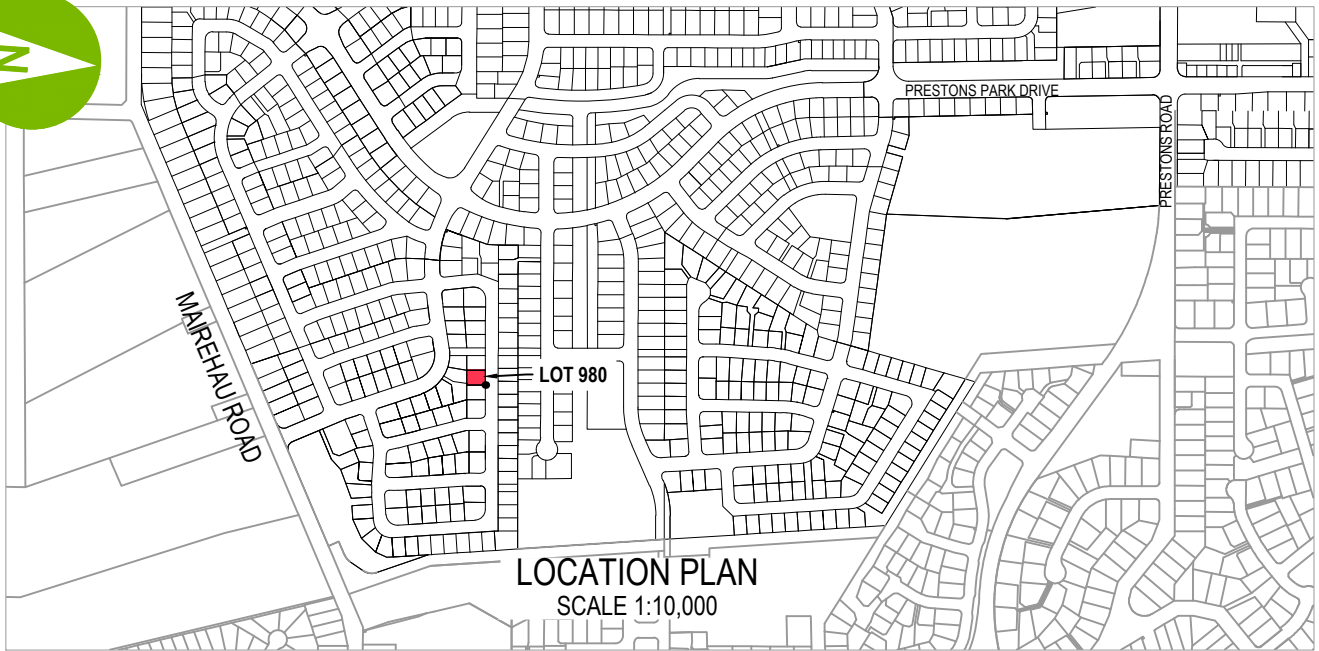 N
PRESTONS PARK DRIVE
PRESTONS ROAD
MAIREHAU ROAD
LOT 980
LOCATION PLAN
SCALE 1:10,000